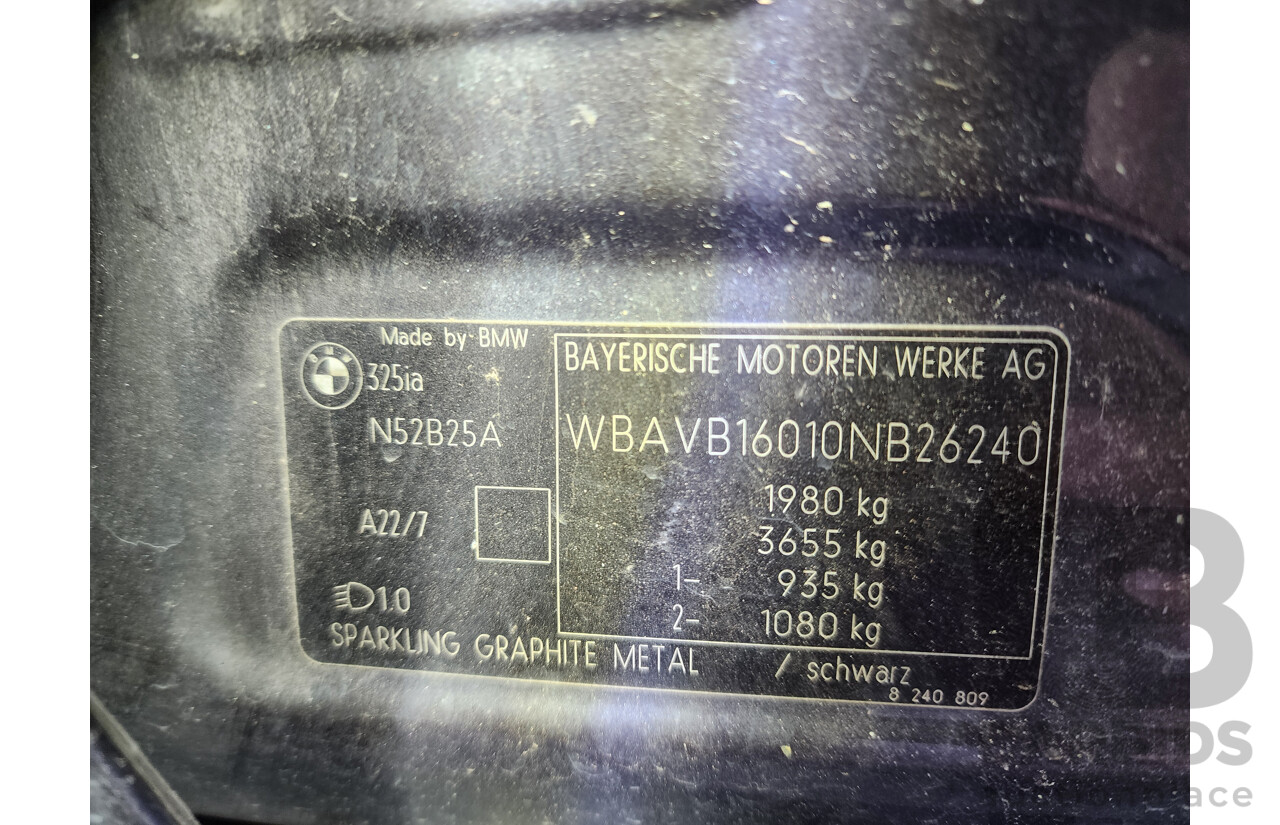 Made by BMW
325ia
N52B25A
A22/7
1.0
BAYERISCHE MOTOREN WERKE AG
WBAVB16010NB26240
1980 kg
3655 kg
1- 935 kg
2- 1080 kg
SPARKLING GRAPHITE METAL / schwarz
8 240 809